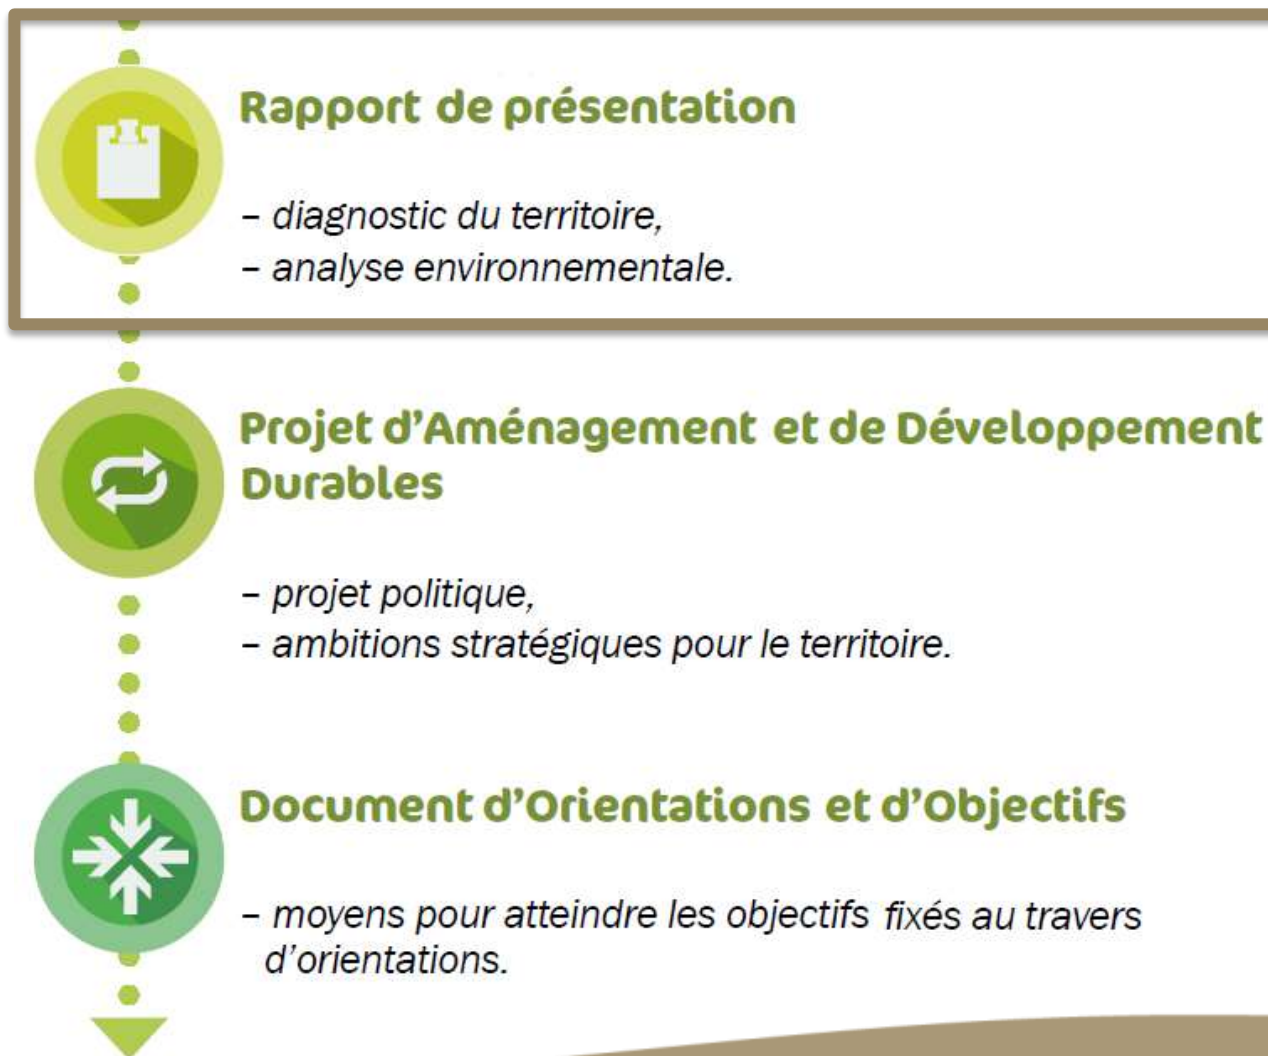 Rapport de présentation
– diagnostic du territoire,
– analyse environnementale.
Projet d’Aménagement et de Développement
Durables
– projet politique,
– ambitions stratégiques pour le territoire.
Document d’Orientations et d’Objectifs
– moyens pour atteindre les objectifs fixés au travers
d’orientations.